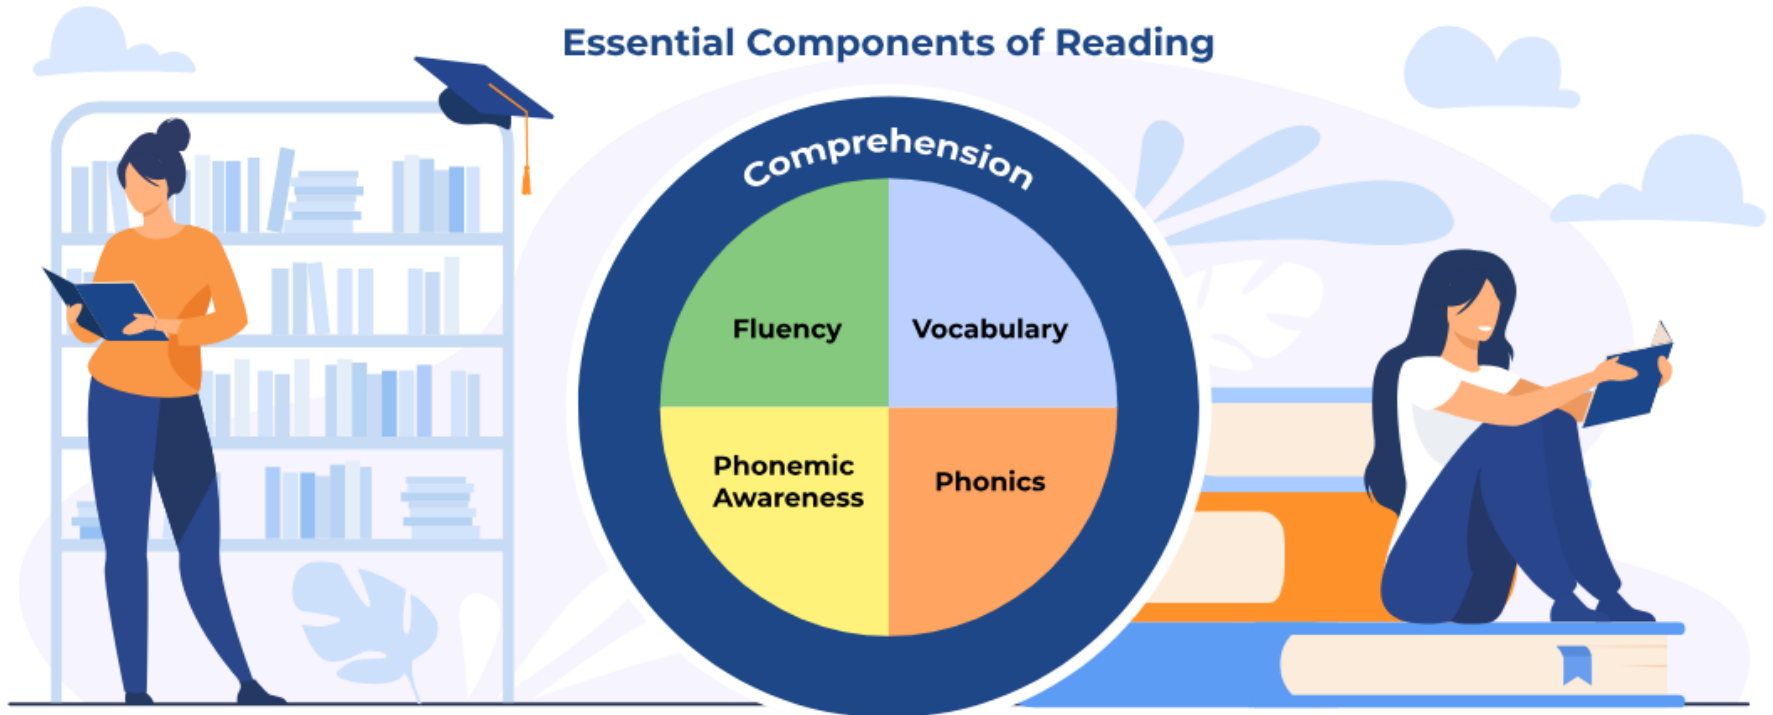 Essential Components of Reading
Comprehension
Fluency
Vocabulary
Phonemic
Awareness
Phonics